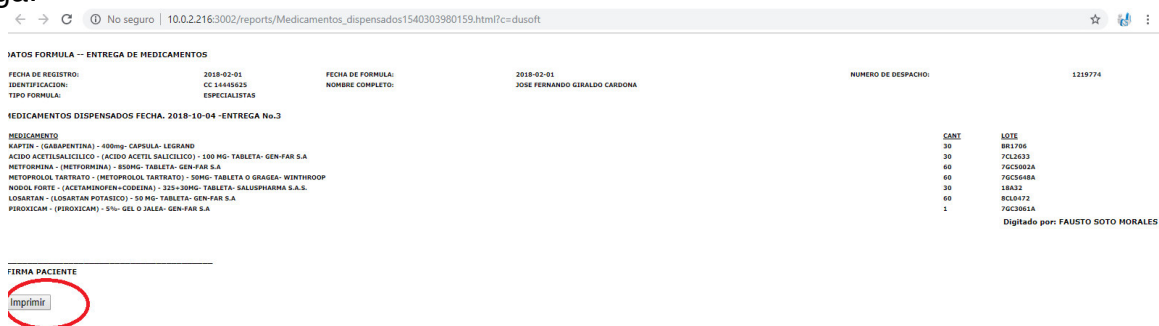 No seguro | 10.0.2.216:3002/reports/Medicamentos_dispensados1540303980159.html?c=dusoft
DATOS FORMULA -- ENTREGA DE MEDICAMENTOS
FECHA DE REGISTRO: 2018-02-01 FECHA DE FORMULA: 2018-02-01 NUMERO DE DESPACHO: 1219774
IDENTIFICACION: CC 14445625 NOMBRE COMPLETO: JOSE FERNANDO GIRALDO CARDONA
TIPO FORMULA: ESPECIALISTAS
MEDICAMENTOS DISPENSADOS FECHA. 2018-10-04 -ENTREGA No.3
MEDICAMENTO CANT LOTE
KAPTIN - (GABAPENTINA) - 400mg- CAPSULA- LEGRAND 30 BR1706
ACIDO ACETILSALICILICO - (ACIDO ACETIL SALICILICO) - 100 MG- TABLETA- GEN-FAR S.A 30 7CL2633
METFORMINA - (METFORMINA) - 850MG- TABLETA- GEN-FAR S.A 60 7GC5002A
METOPROLOL TARTRATO - (METOPROLOL TARTRATO) - 50MG- TABLETA O GRAGEA- WINTHROOP 60 7GC5648A
NODOL FORTE - (ACETAMINOFEN+CODEINA) - 325+30MG- TABLETA- SALUSPHARMA S.A.S. 30 18A32
LOSARTAN - (LOSARTAN POTASICO) - 50 MG- TABLETA- GEN-FAR S.A 60 8CL0472
PIROXICAM - (PIROXICAM) - 5%- GEL O JALEA- GEN-FAR S.A 1 7GC3061A
Digitado por: FAUSTO SOTO MORALES
FIRMA PACIENTE
Imprimir